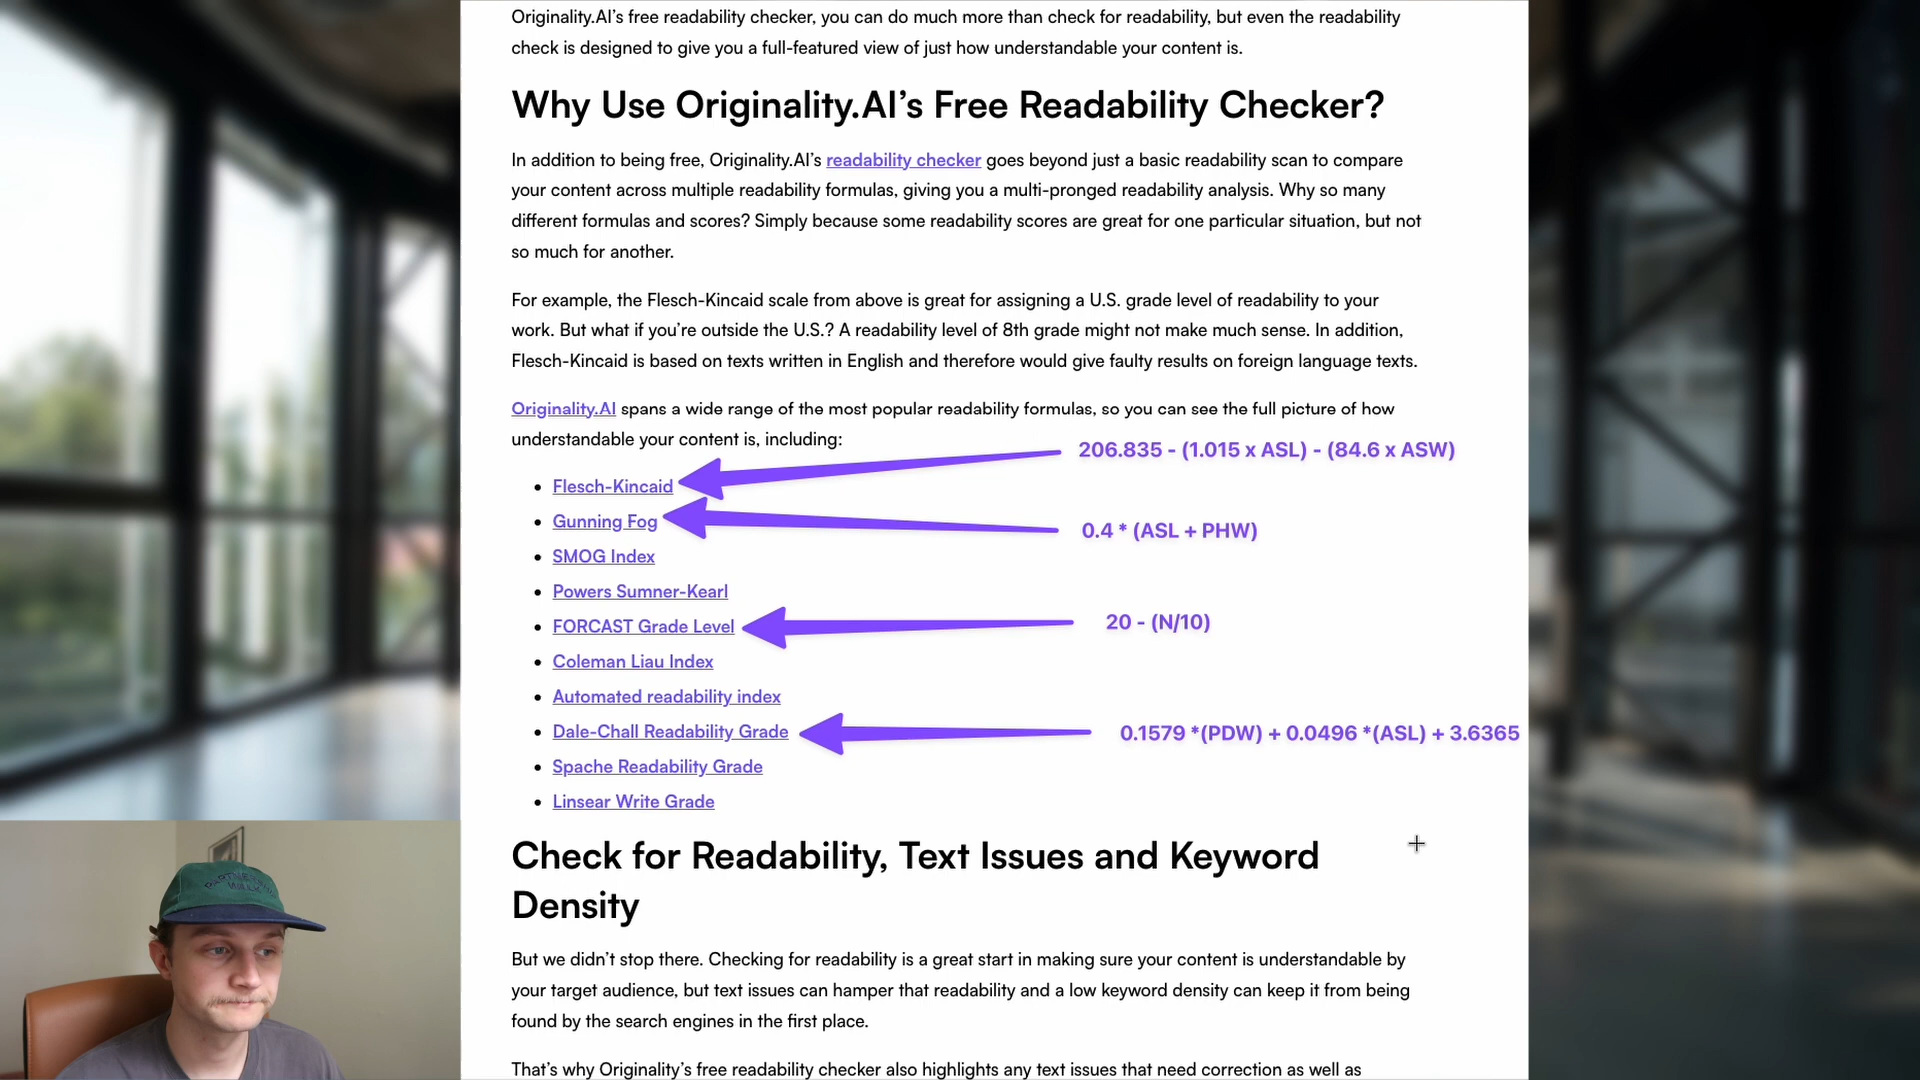 Originality.AI’s free readability checker, you can do much more than check for readability, but even the readability
check is designed to give you a full-featured view of just how understandable your content is.
Why Use Originality.AI’s Free Readability Checker?
In addition to being free, Originality.AI’s readability checker goes beyond just a basic readability scan to compare
your content across multiple readability formulas, giving you a multi-pronged readability analysis. Why so many
different formulas and scores? Simply because some readability scores are great for one particular situation, but not
so much for another.
For example, the Flesch-Kincaid scale from above is great for assigning a U.S. grade level of readability to your
work. But what if you’re outside the U.S.? A readability level of 8th grade might not make much sense. In addition,
Flesch-Kincaid is based on texts written in English and therefore would give faulty results on foreign language texts.
Originality.AI spans a wide range of the most popular readability formulas, so you can see the full picture of how
understandable your content is, including:
206.835 - (1.015 x ASL) - (84.6 x ASW)
Flesch-Kincaid
Gunning Fog
0.4 * (ASL + PHW)
SMOG Index
Powers Sumner-Kearl
FORCAST Grade Level
20 - (N/10)
Coleman Liau Index
Automated readability index
Dale-Chall Readability Grade
0.1579 *(PDW) + 0.0496 *(ASL) + 3.6365
Spache Readability Grade
Linsear Write Grade
Check for Readability, Text Issues and Keyword
Density
But we didn’t stop there. Checking for readability is a great start in making sure your content is understandable by
your target audience, but text issues can hamper that readability and a low keyword density can keep it from being
found by the search engines in the first place.
That’s why Originality’s free readability checker also highlights any text issues that need correction as well as